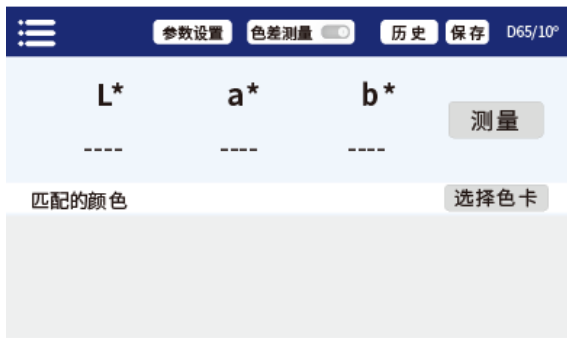 参数设置 色差测量 历史 保存 D65/10°
L* a* b*
测量
---- ---- ----
匹配的颜色 选择色卡